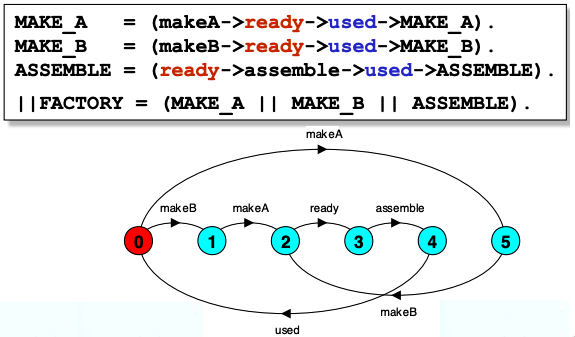 MAKE_A   = (makeA->ready->used->MAKE_A).
MAKE_B   = (makeB->ready->used->MAKE_B).
ASSEMBLE = (ready->assemble->used->ASSEMBLE).
||FACTORY = (MAKE_A || MAKE_B || ASSEMBLE).
makeA
makeB makeA ready assemble
0 1 2 3 4 5
makeB
used